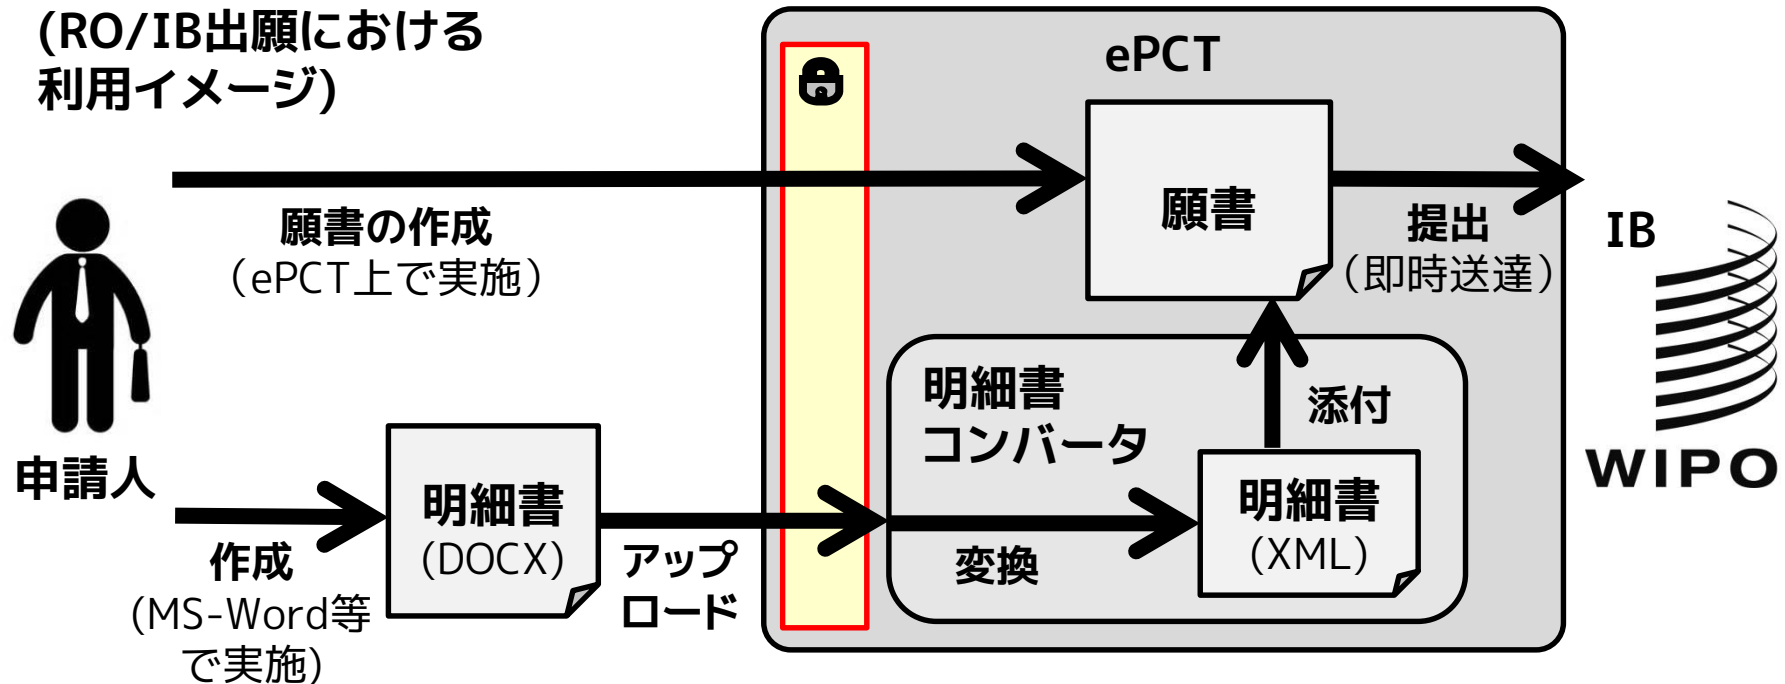 (RO/IB出願における
利用イメージ)
ePCT
願書
願書の作成
（ePCT上で実施）
提出
（即時送達）
IB
WIPO
申請人
明細書
コンバータ
添付
明細書
(DOCX)
作成
(MS-Word等
で実施)
アップ
ロード
変換
明細書
(XML)